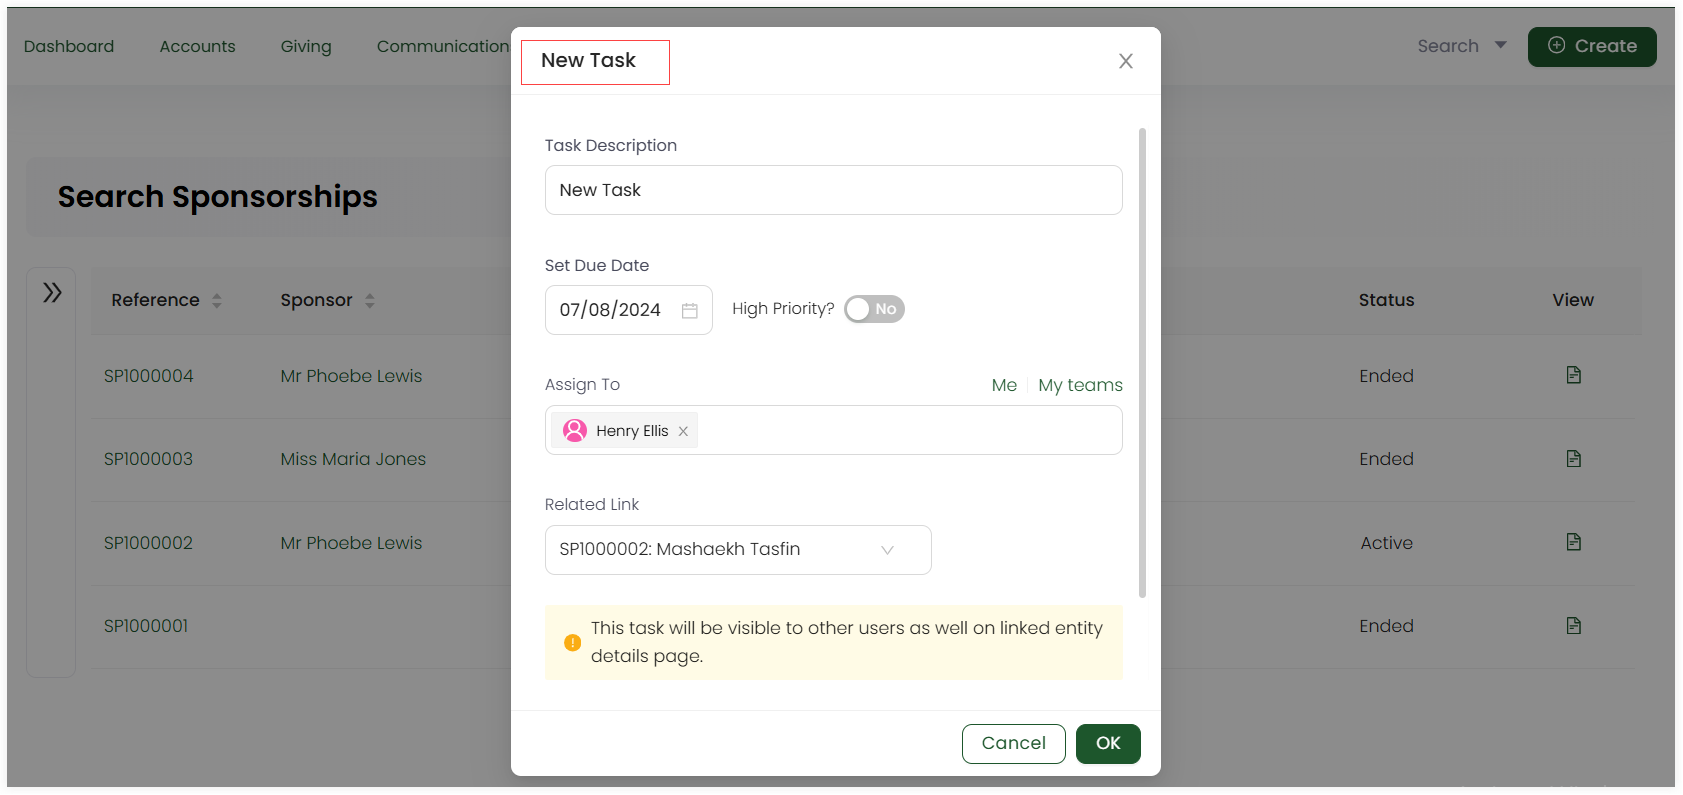 Dashboard Accounts Giving Communication Search Create
New Task
Search Sponsorships
Task Description
New Task
Set Due Date
07/08/2024 High Priority? No
Reference Sponsor Status View
SP1000004 Mr Phoebe Lewis Ended
SP1000003 Miss Maria Jones Ended
SP1000002 Mr Phoebe Lewis Active
SP1000001 Ended
Assign To Me My teams
Henry Ellis
Related Link
SP1000002: Mashaekh Tasfin
This task will be visible to other users as well on linked entity
details page.
Cancel OK